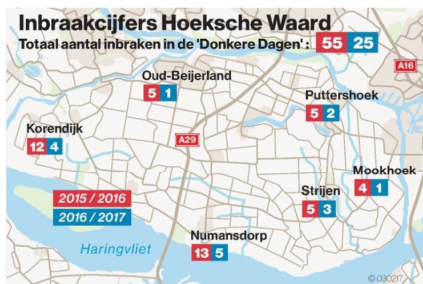 Inbraakcijfers Hoeksche Waard
Totaal aantal inbraken in de 'Donkere Dagen': 55 25
A16
Oud-Beijerland
5 1
Puttershoek
5 2
Korendijk
12 4
A29
Mookhoek
4 1
2015 / 2016
2016 / 2017
Strijen
5 3
Haringvliet
Numansdorp
13 5
© 030217